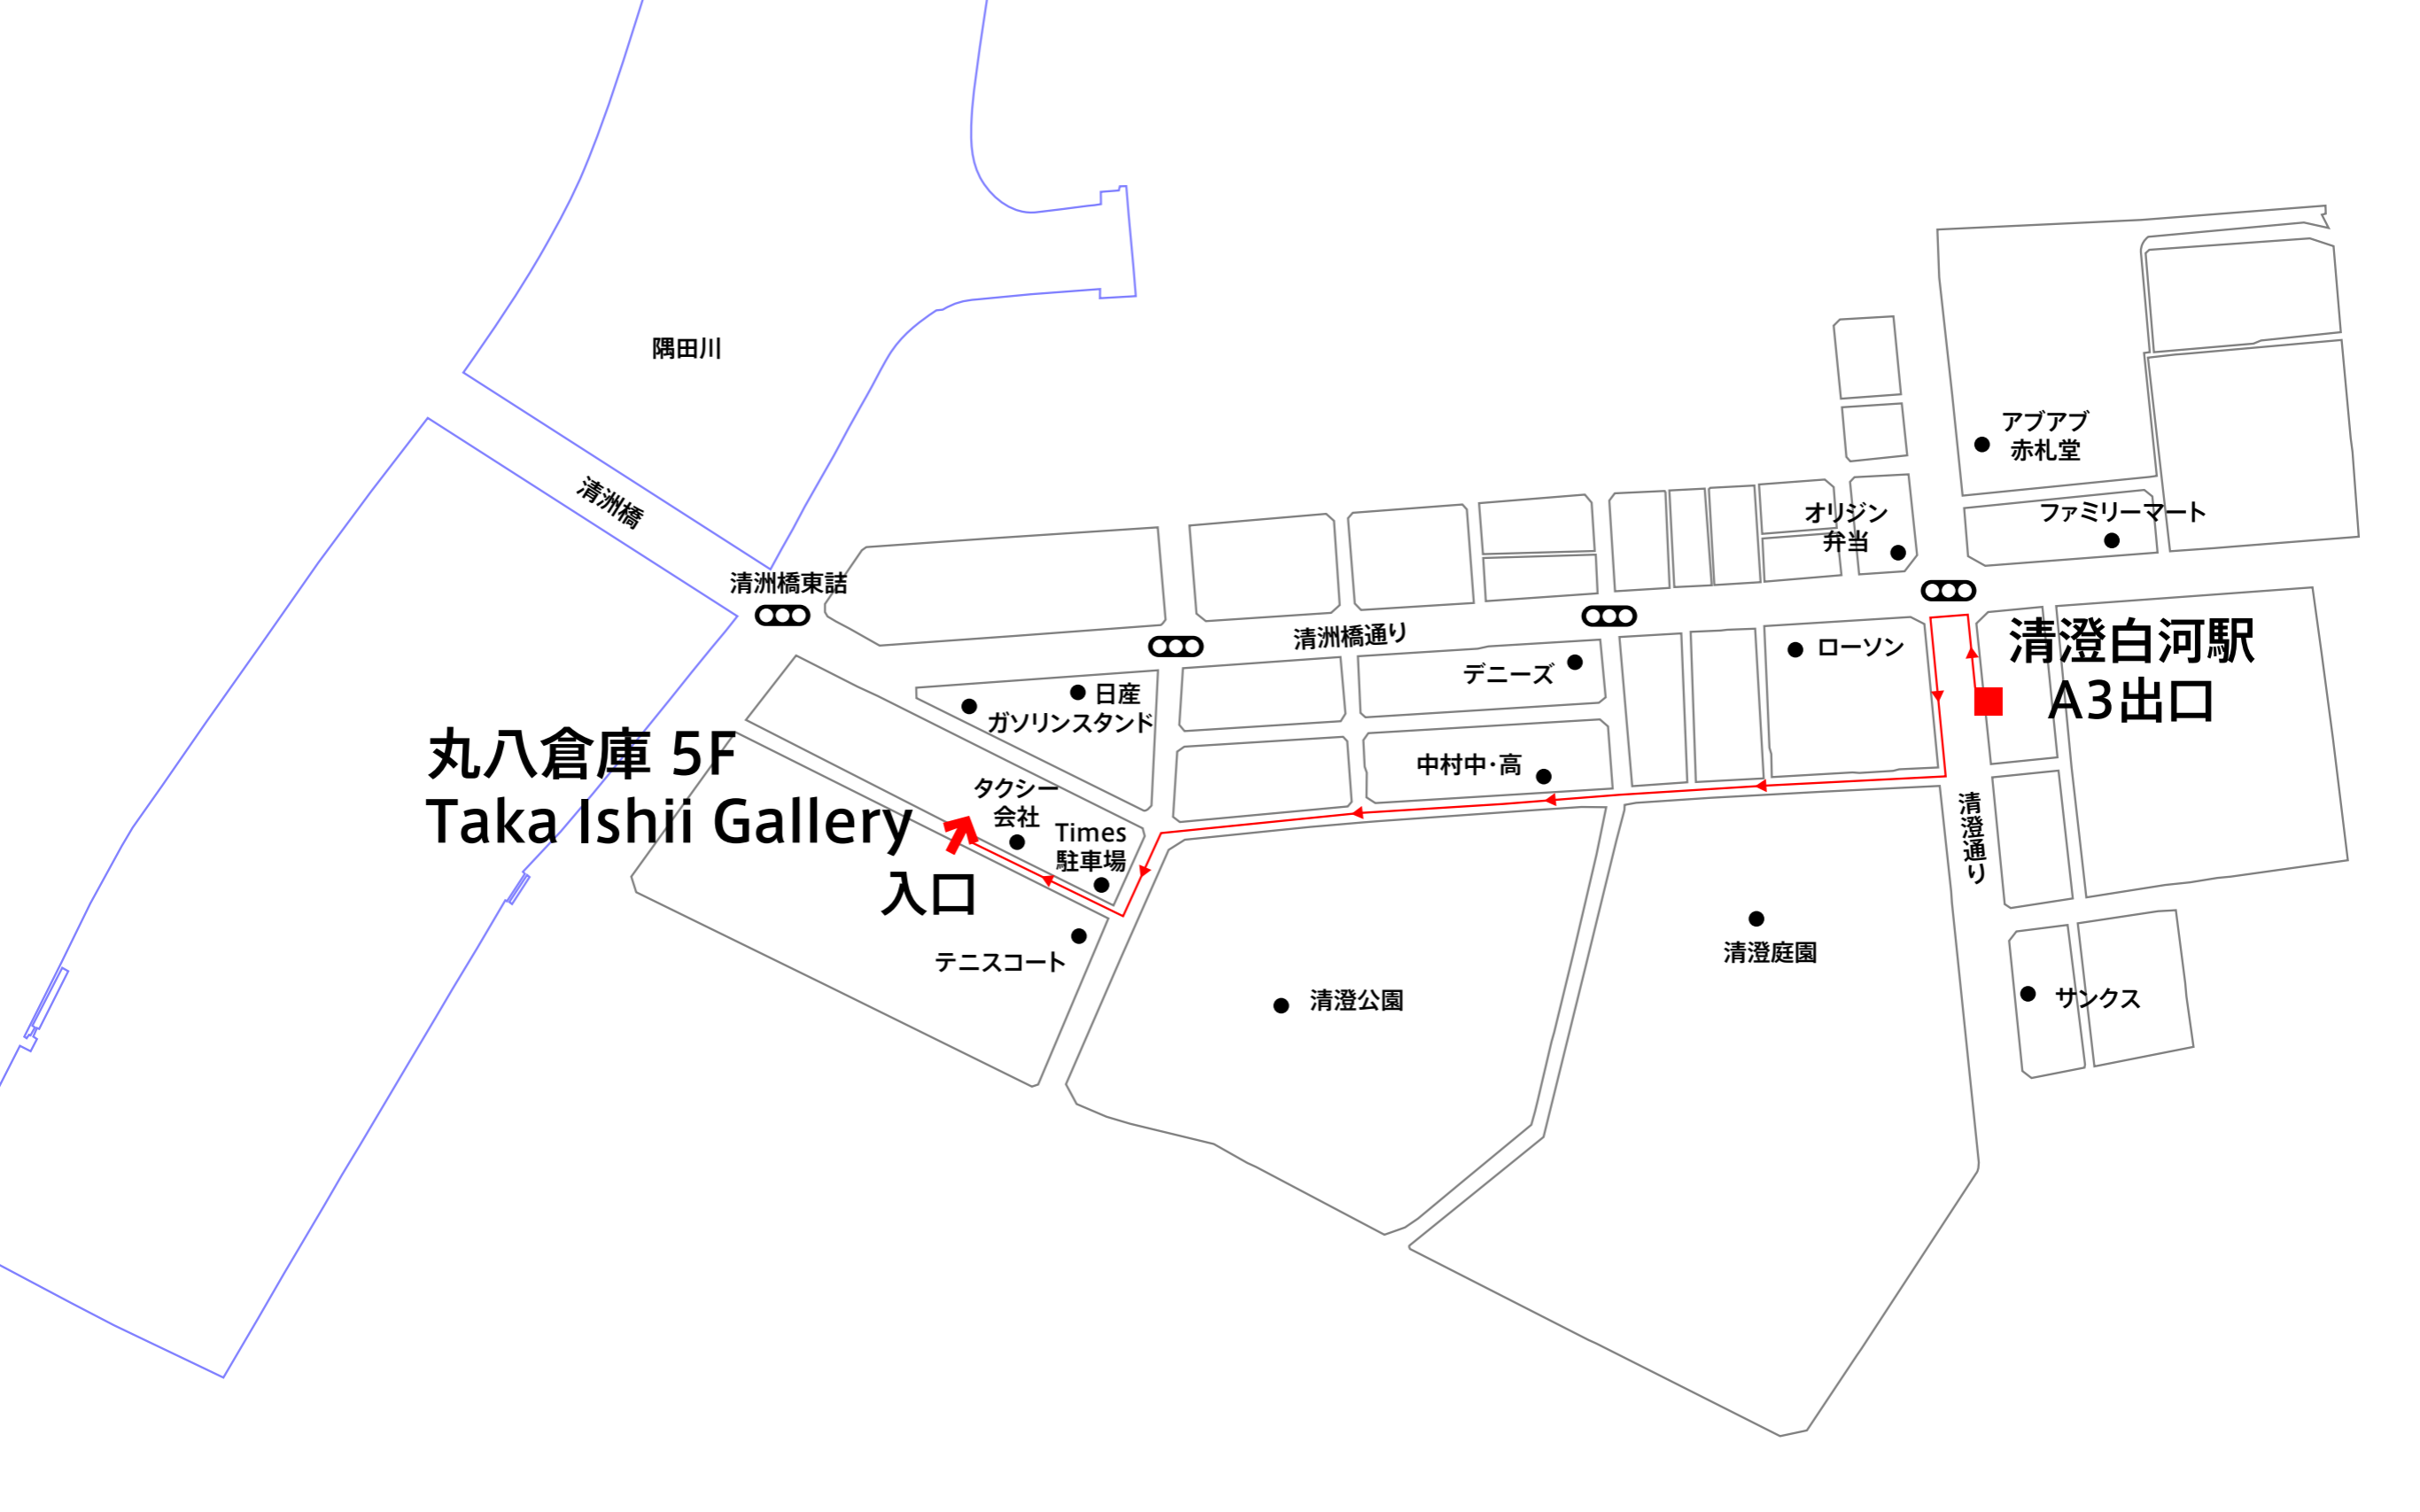 隅田川
アブアブ
赤札堂
清洲橋
オリジン
弁当
ファミリーマート
清洲橋東詰
清洲橋通り
ローソン
清澄白河駅
A3出口
デニーズ
日産
ガソリンスタンド
中村中・高
丸八倉庫 5F
Taka Ishii Gallery
入口
タクシー
会社
Times
駐車場
清澄通り
テニスコート
清澄公園
清澄庭園
サンクス